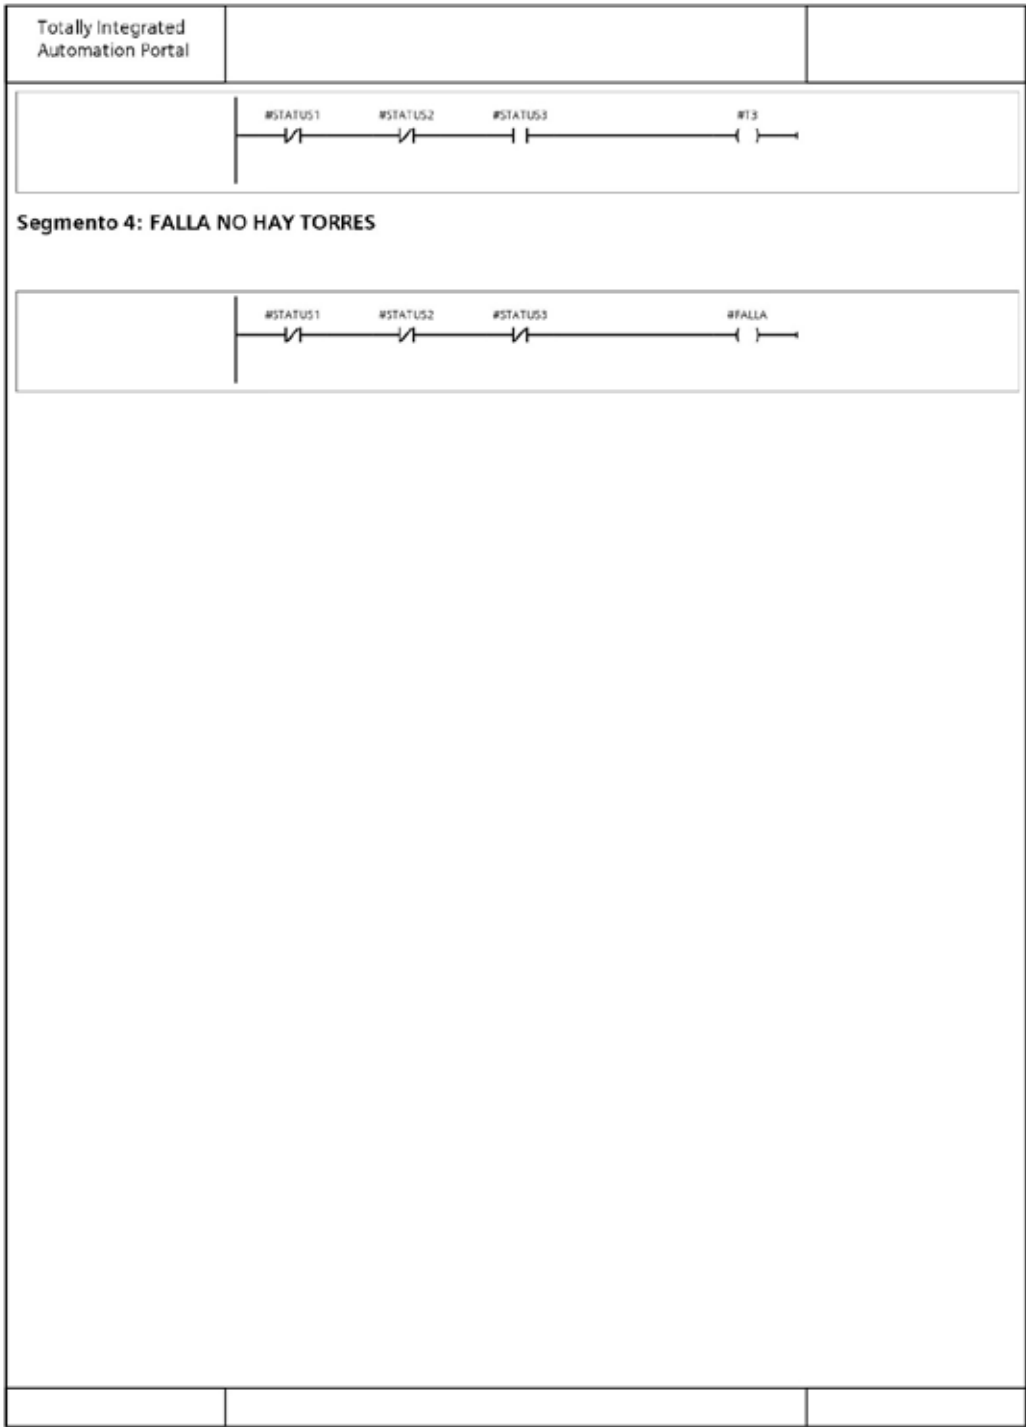 Totally Integrated
Automation Portal
#STATUS1 #STATUS2 #STATUS3 #T3
Segmento 4: FALLA NO HAY TORRES
#STATUS1 #STATUS2 #STATUS3 #FALLA